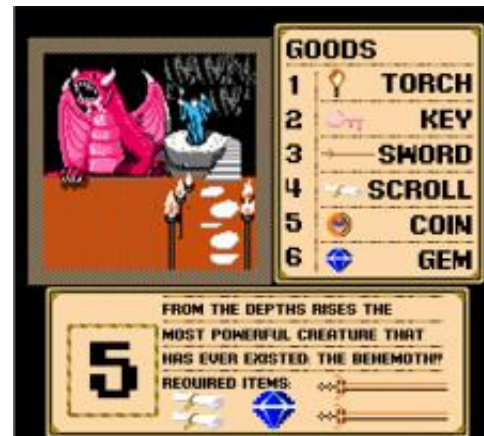 GOODS
1 TORCH
2 KEY
3 SWORD
4 SCROLL
5 COIN
6 GEM
5
FROM THE DEPTHS RISES THE
MOST POWERFUL CREATURE THAT
HAS EVER EXISTED: THE BEHEMOTH!!
REQUIRED ITEMS: